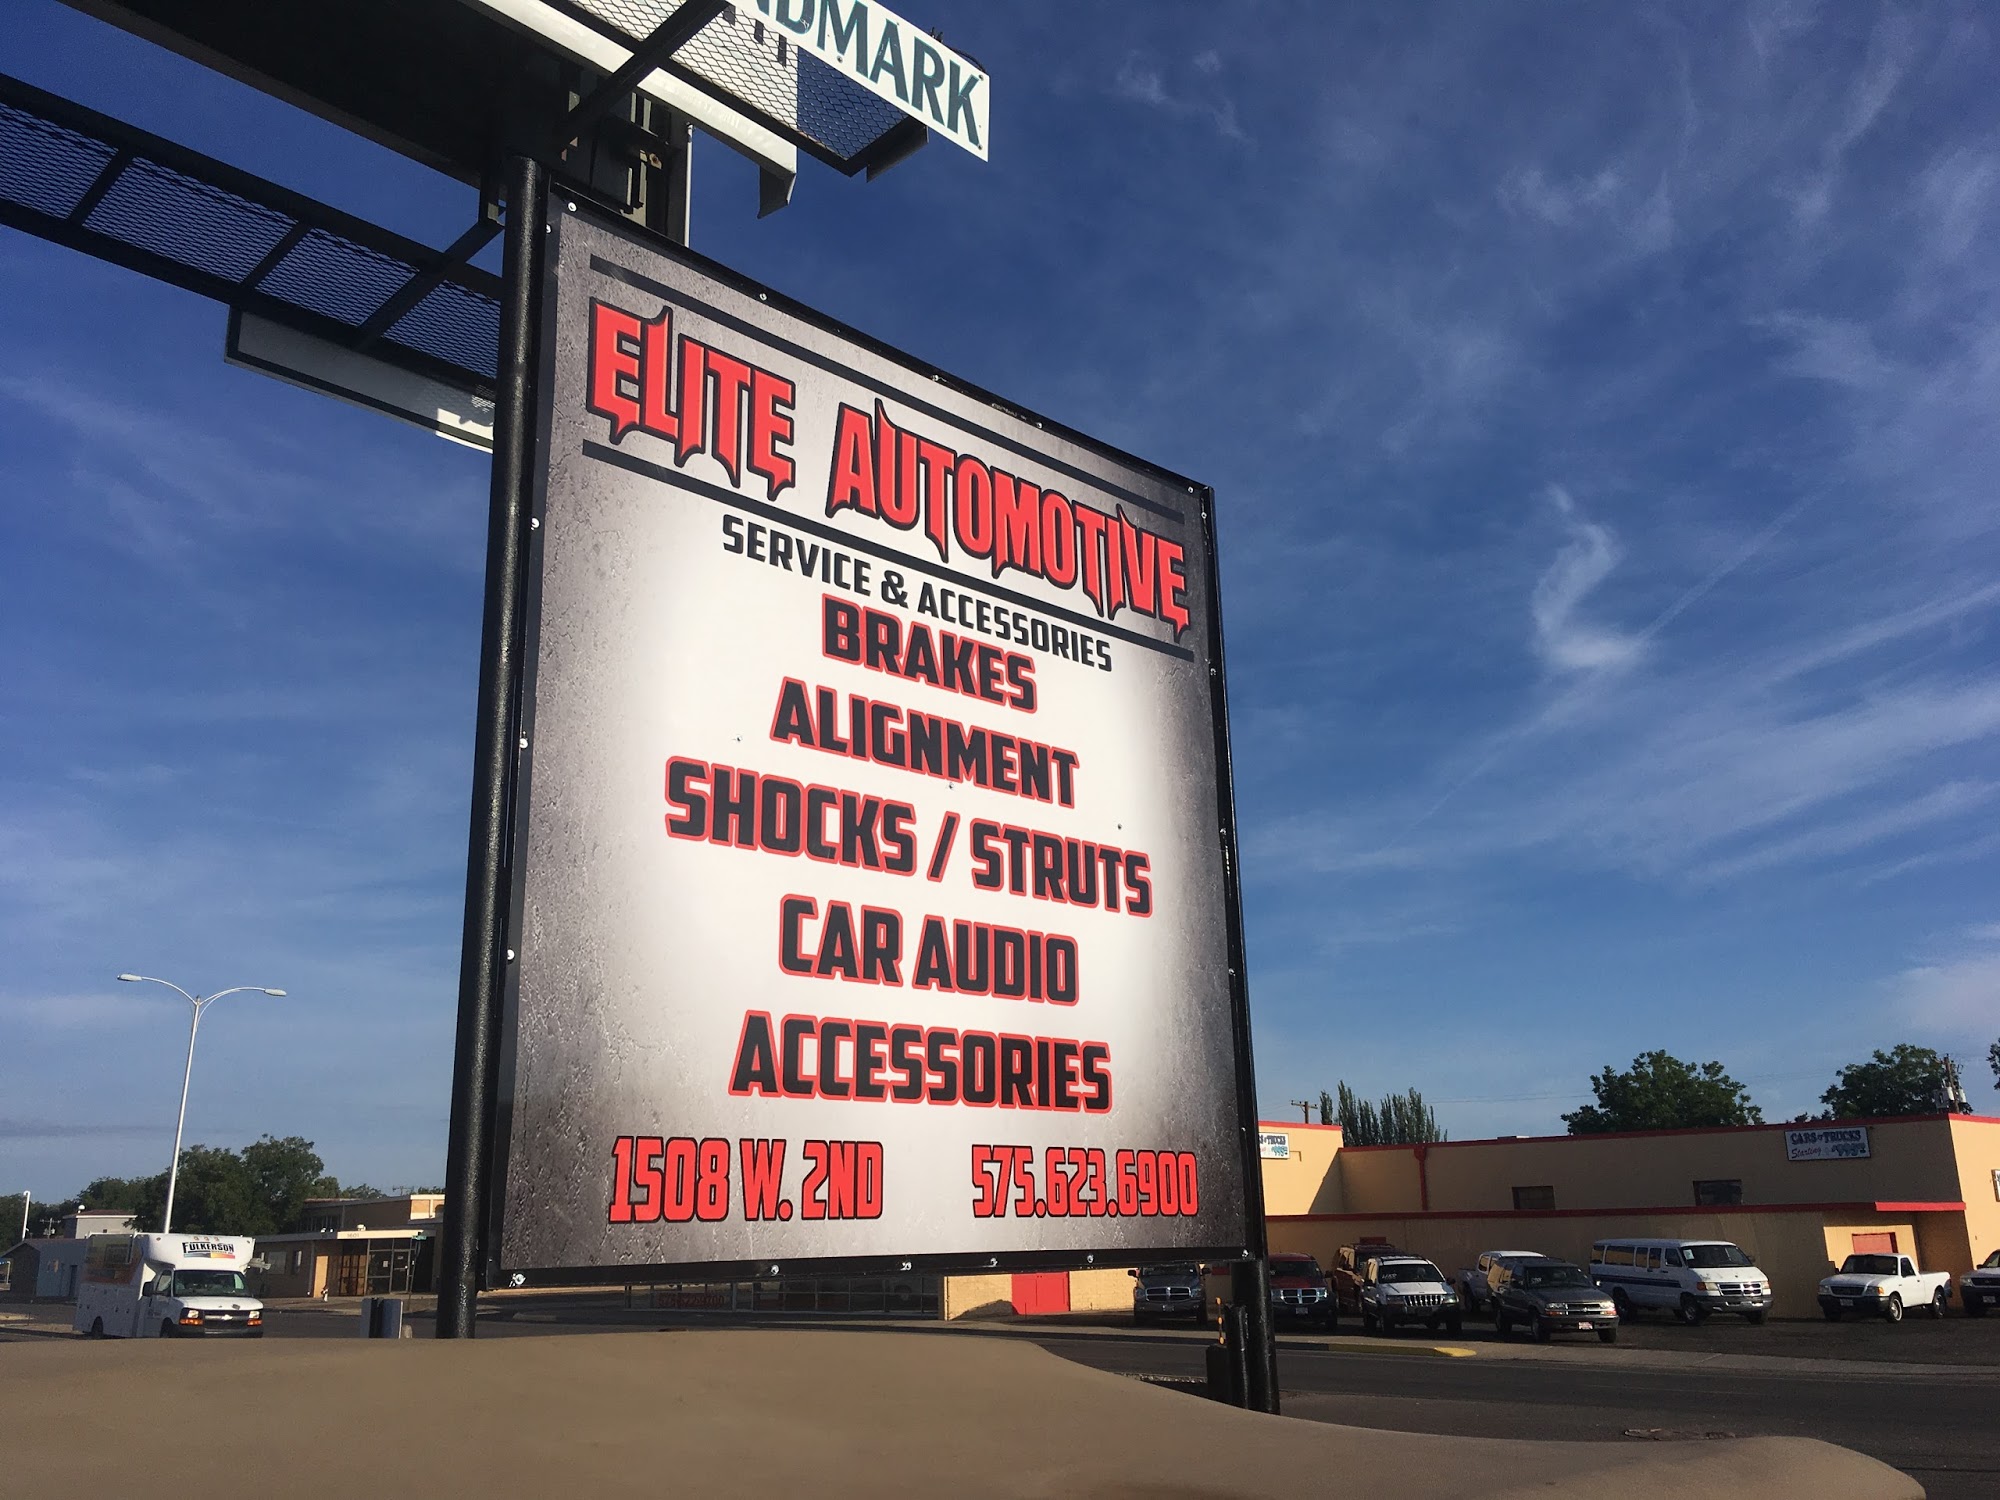 NDMARK
ELITE AUTOMOTIVE
SERVICE & ACCESSORIES
BRAKES
ALIGNMENT
SHOCKS / STRUTS
CAR AUDIO
ACCESSORIES
1508 W. 2ND 575.623.6900
FULKERSON
CARS & TRUCKS
Starting